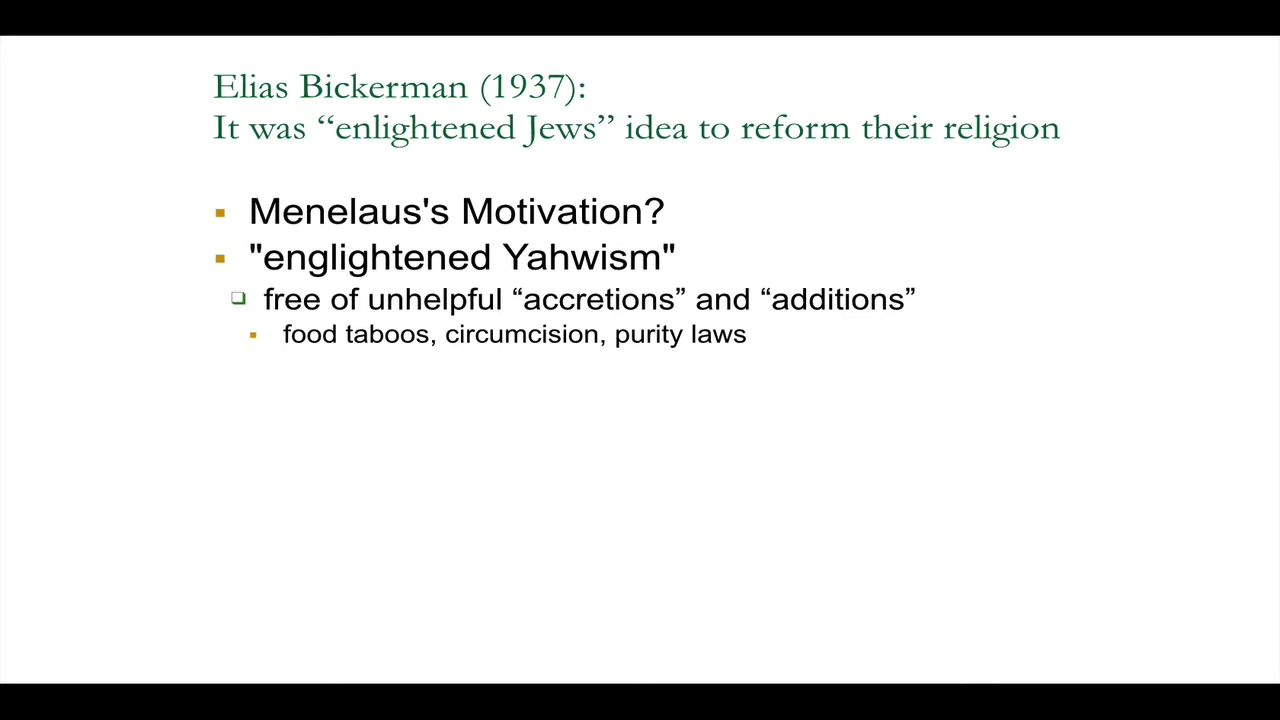 Elias Bickerman (1937):
It was “enlightened Jews” idea to reform their religion
Menelaus's Motivation?
"englightened Yahwism"
free of unhelpful “accretions” and “additions”
food taboos, circumcision, purity laws